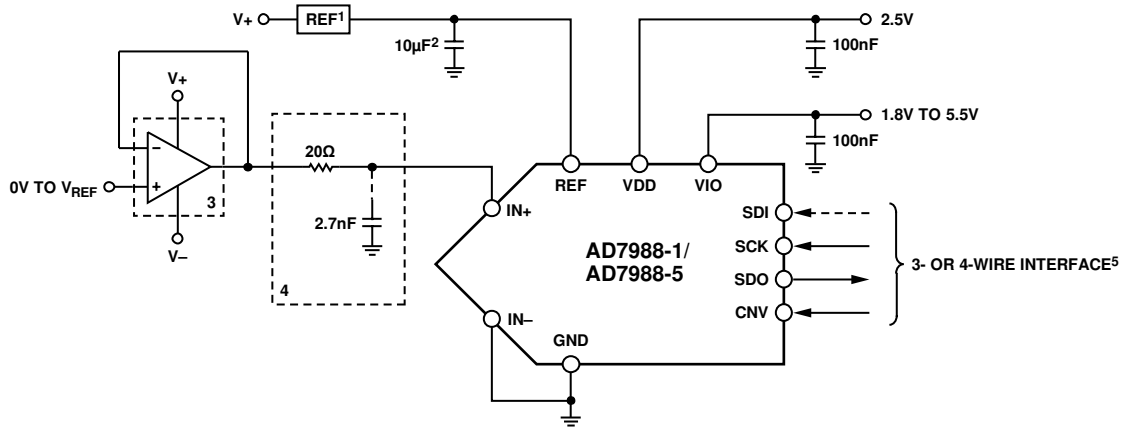 V+
REF1
10µF2
2.5V
100nF
1.8V TO 5.5V
100nF
V+
−
+
0V TO VREF
3
V−
20Ω
2.7nF
4
REF
VDD
VIO
IN+
IN−
GND
AD7988-1/
AD7988-5
SDI
SCK
SDO
CNV
3- OR 4-WIRE INTERFACE5